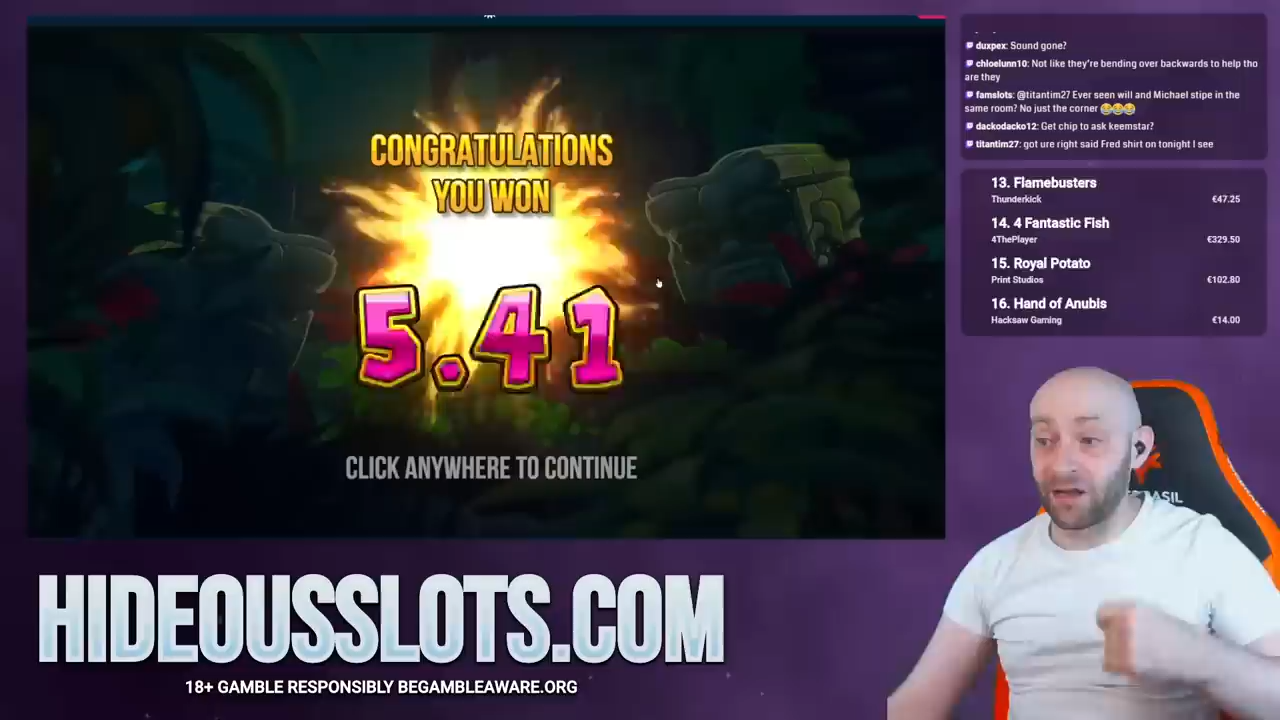 CONGRATULATIONS
YOU WON
5.41
CLICK ANYWHERE TO CONTINUE
duxpex: Sound gone?
chloelunn10: Not like they're bending over backwards to help tho
are they
famslots: @titantim27 Ever seen will and Michael stipe in the
same room? No just the corner 😂😂😂
dackodacko12: Get chip to ask keemstar?
titantim27: got ure right said Fred shirt on tonight I see
13. Flamebusters
Thunderkick €47.25
14. 4 Fantastic Fish
4ThePlayer €329.50
15. Royal Potato
Print Studios €102.80
16. Hand of Anubis
Hacksaw Gaming €14.00
HIDEOUSSLOTS.COM
18+ GAMBLE RESPONSIBLY BEGAMBLEAWARE.ORG